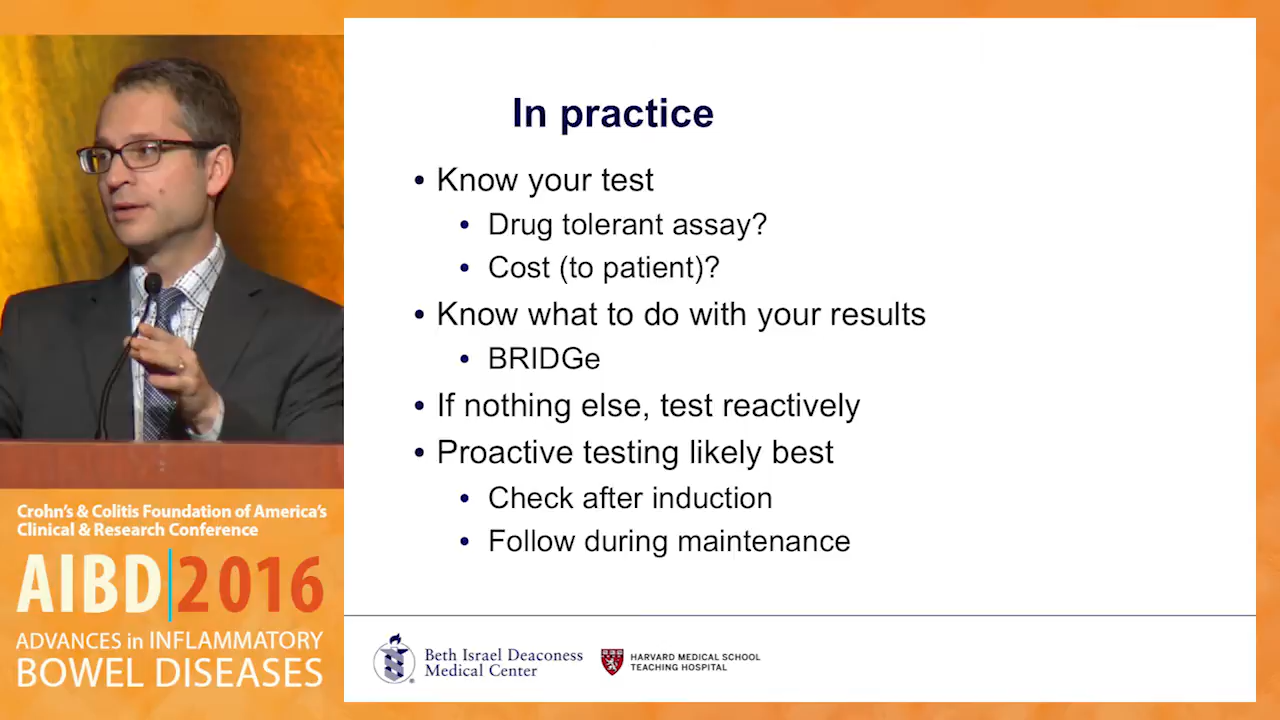 In practice
• Know your test
• Drug tolerant assay?
• Cost (to patient)?
• Know what to do with your results
• BRIDGe
• If nothing else, test reactively
• Proactive testing likely best
• Check after induction
• Follow during maintenance
Beth Israel Deaconess
Medical Center
HARVARD MEDICAL SCHOOL
TEACHING HOSPITAL
Crohn's & Colitis Foundation of America's
Clinical & Research Conference
AIBD|2016
ADVANCES in INFLAMMATORY
BOWEL DISEASES